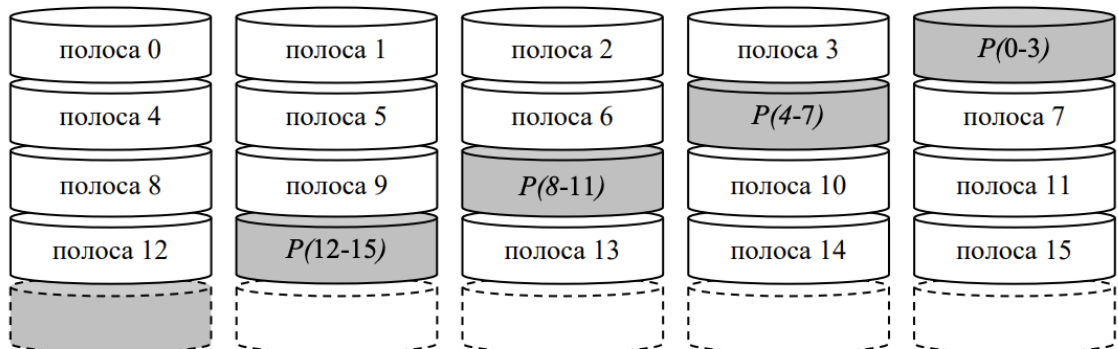 полоса 0 полоса 1 полоса 2 полоса 3 P(0-3)
полоса 4 полоса 5 полоса 6 P(4-7) полоса 7
полоса 8 полоса 9 P(8-11) полоса 10 полоса 11
полоса 12 P(12-15) полоса 13 полоса 14 полоса 15